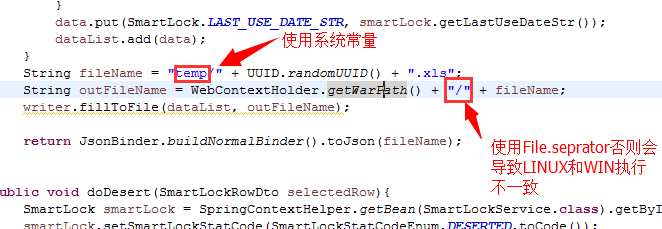 }
data.put(SmartLock.LAST_USE_DATE_STR, smartLock.getLastUseDateStr());
dataList.add(data);
}
使用系统常量
String fileName = "temp/" + UUID.randomUUID() + ".xls";
String outFileName = WebContextHolder.getWarPath() + "/" + fileName;
writer.fillToFile(dataList, outFileName);
return JsonBinder.buildNormalBinder().toJson(fileName);
使用File.seprator否则会
导致LINUX和WIN执行
不一致
ublic void doDesert(SmartLockRowDto selectedRow){
SmartLock smartLock = SpringContextHelper.getBean(SmartLockService.class).getByI
smartLock.setSmartLockStatCode(SmartLockStatCodeEnum.DESERTED.toCode());